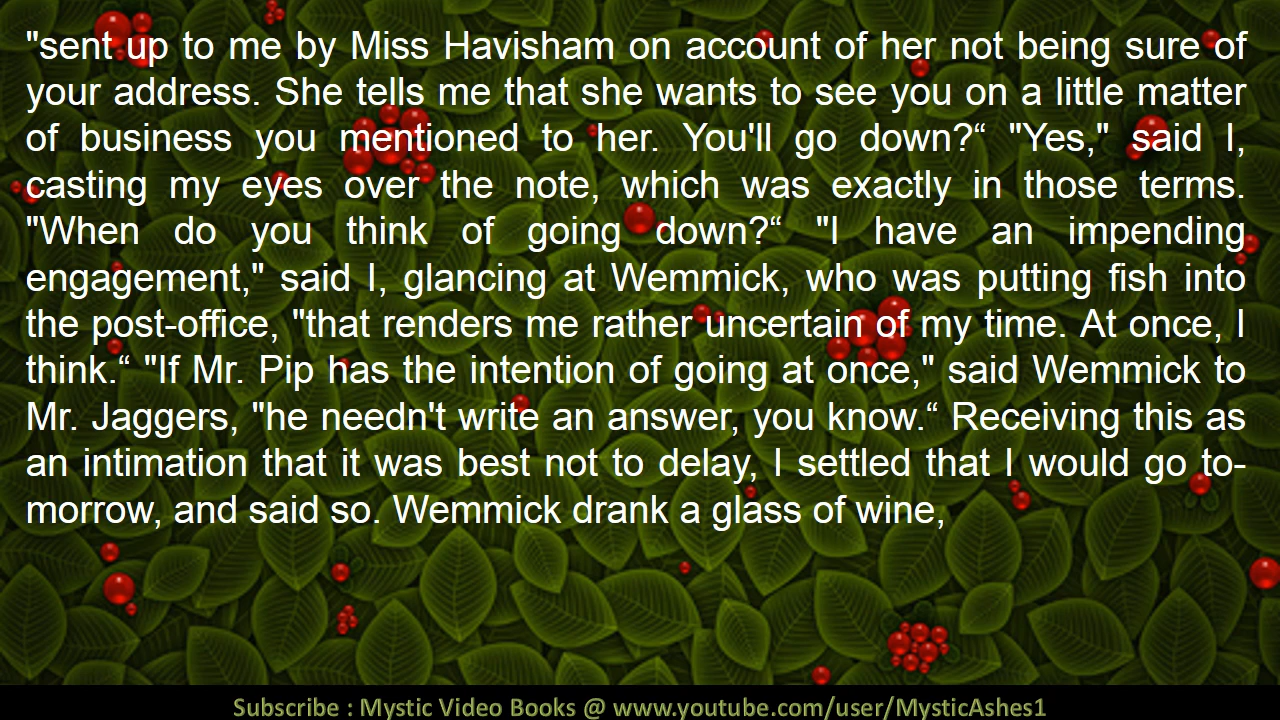 "sent up to me by Miss Havisham on account of her not being sure of
your address. She tells me that she wants to see you on a little matter
of business you mentioned to her. You'll go down?“ "Yes," said I,
casting my eyes over the note, which was exactly in those terms.
"When do you think of going down?“ "I have an impending
engagement," said I, glancing at Wemmick, who was putting fish into
the post-office, "that renders me rather uncertain of my time. At once, I
think.“ "If Mr. Pip has the intention of going at once," said Wemmick to
Mr. Jaggers, "he needn't write an answer, you know.“ Receiving this as
an intimation that it was best not to delay, I settled that I would go to-
morrow, and said so. Wemmick drank a glass of wine,
Subscribe : Mystic Video Books @ www.youtube.com/user/MysticAshes1